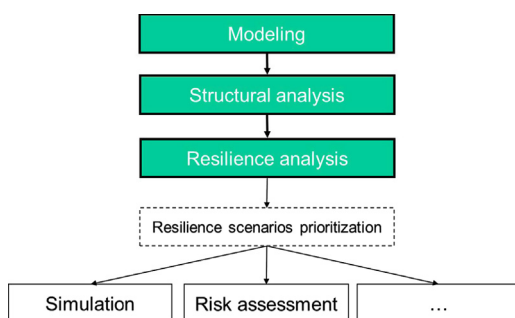 Modeling
Structural analysis
Resilience analysis
Resilience scenarios prioritization
Simulation
Risk assessment
...